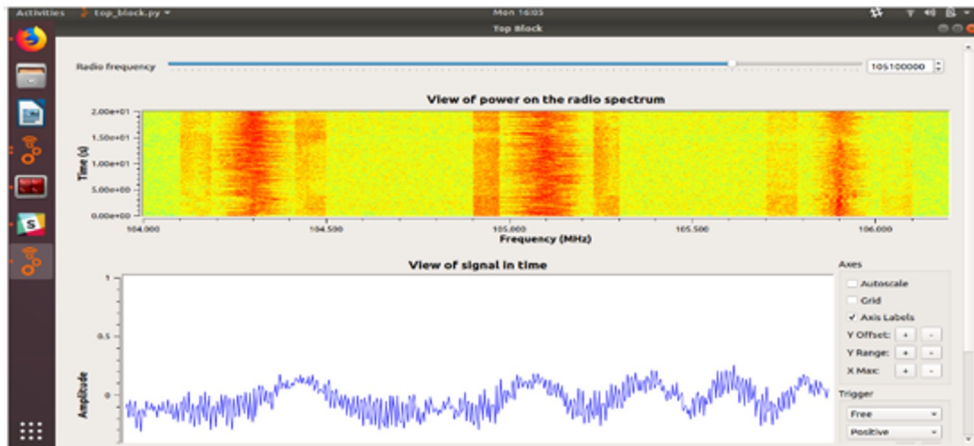 Activities top_block.py Mon 16:05
Top Block
Radio frequency 105100000
View of power on the radio spectrum
2.00e+01
1.50e+01
1.00e+01
5.00e+00
0.00e+00
Time (s)
104.000 104.500 105.000 105.500 106.000
Frequency (MHz)
View of signal in time
1
0.5
0
Amplitude
Axes
Autoscale
Grid
Axis Labels
Y Offset: + -
Y Range: + -
X Max: + -
Trigger
Free
Positive
S